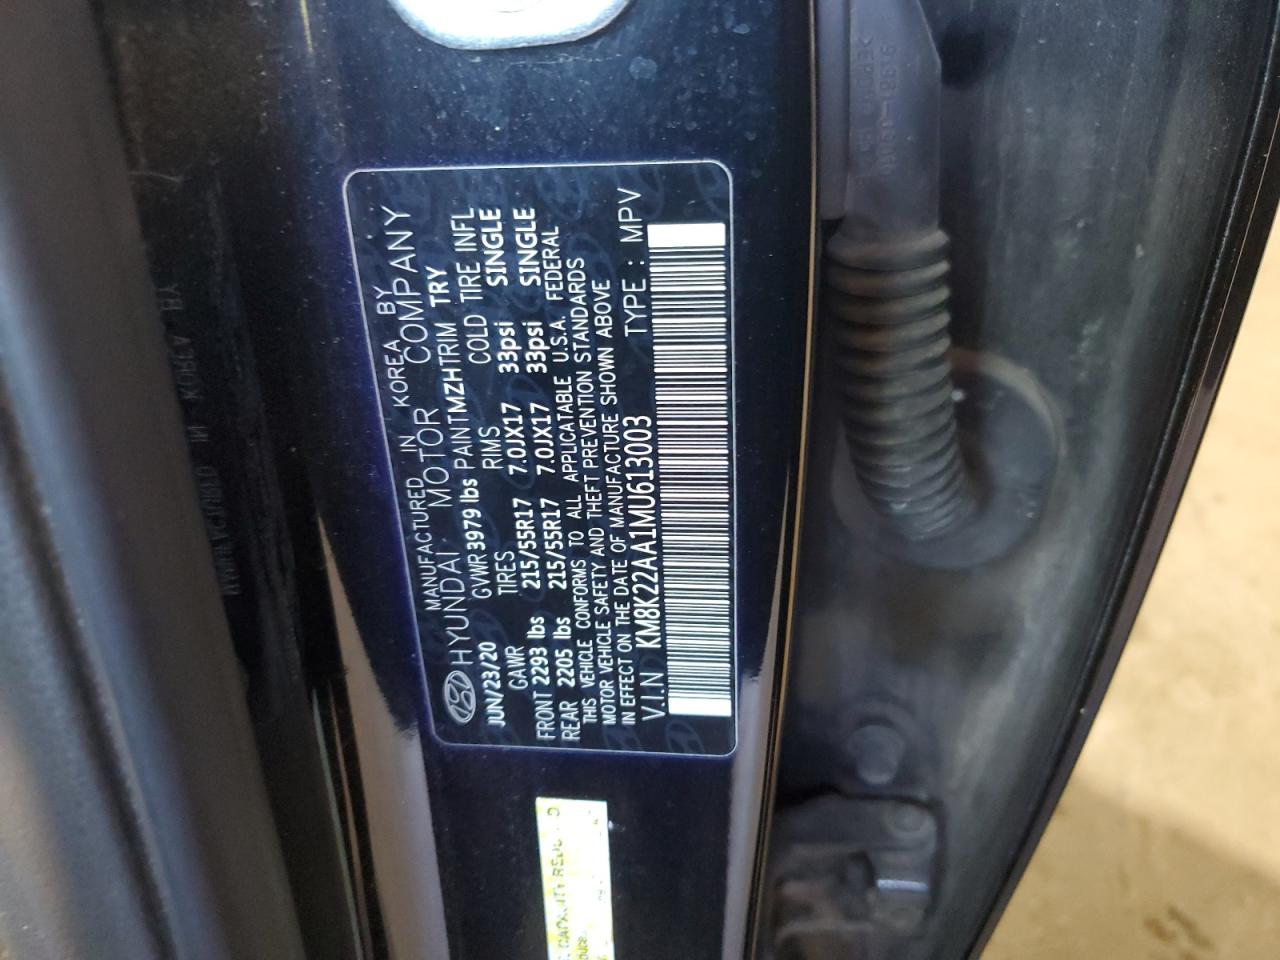 MANUFACTURED IN KOREA BY
HYUNDAI MOTOR COMPANY
JUN/23/20 GVWR 3979 lbs PAINT MZH TRIM TRY
GAWR TIRES RIMS COLD TIRE INFL
FRONT 2293 lbs 215/55R17 7.0JX17 33psi SINGLE
REAR 2205 lbs 215/55R17 7.0JX17 33psi SINGLE
THIS VEHICLE CONFORMS TO ALL APPLICATABLE U.S.A. FEDERAL
MOTOR VEHICLE SAFETY AND THEFT PREVENTION STANDARDS
IN EFFECT ON THE DATE OF MANUFACTURE SHOWN ABOVE
V.I.N KM8K22AA1MU613003 TYPE : MPV
CAPACITY